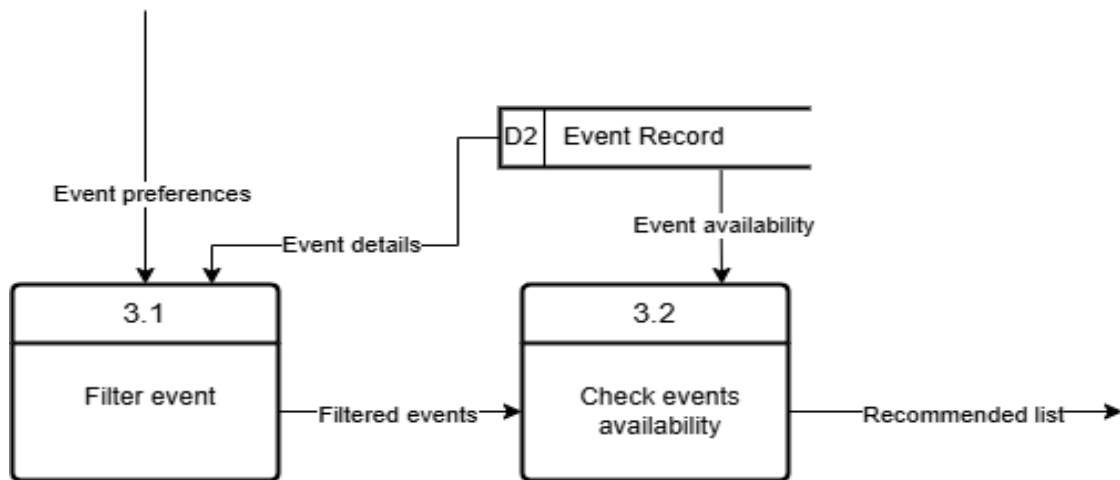 D2 Event Record
Event preferences
Event availability
Event details
3.1
3.2
Filter event
Check events
availability
Filtered events
Recommended list